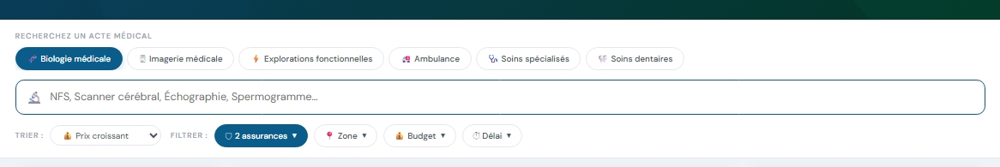 RECHERCHEZ UN ACTE MÉDICAL
Biologie médicale Imagerie médicale Explorations fonctionnelles Ambulance Soins spécialisés Soins dentaires
NFS, Scanner cérébral, Échographie, Spermogramme...
TRIER : Prix croissant FILTRER : 2 assurances ▼ Zone ▼ Budget ▼ Délai ▼